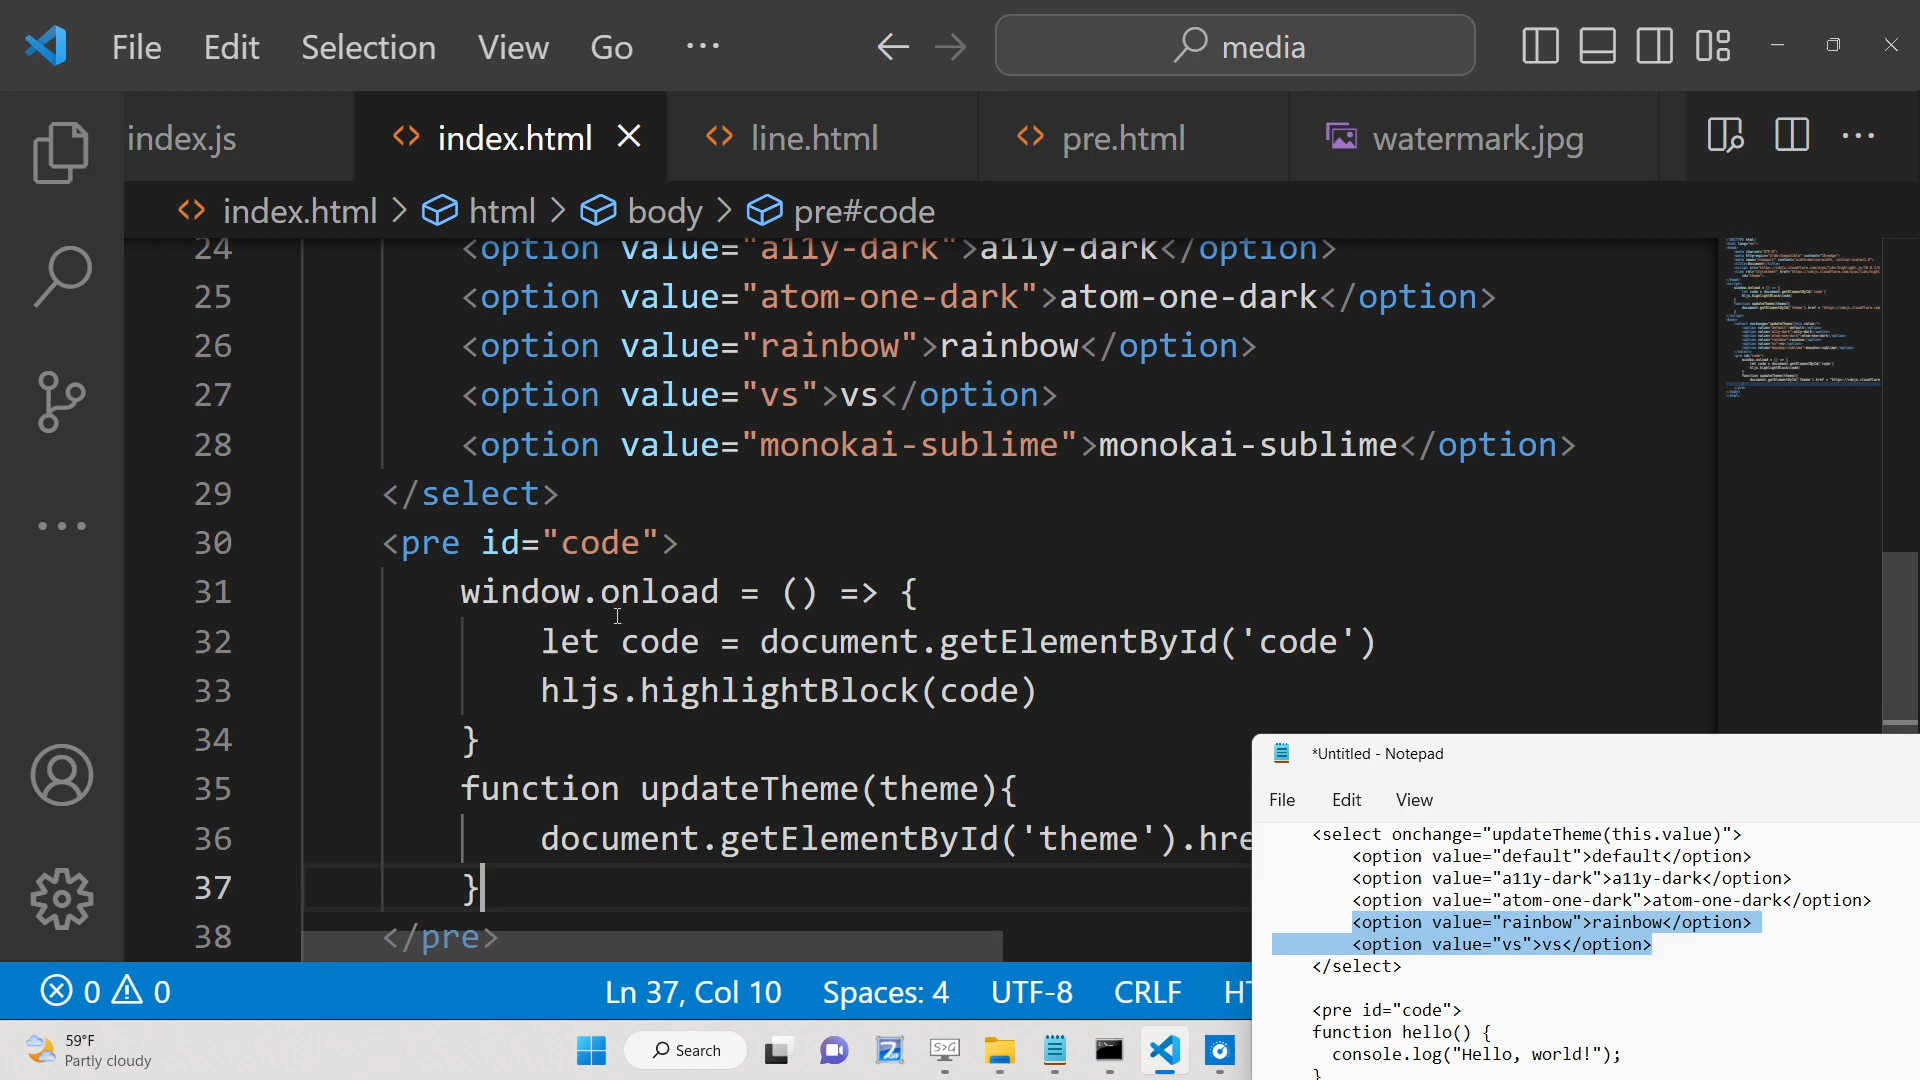 File Edit Selection View Go ... media
index.js index.html line.html pre.html watermark.jpg
index.html > html > body > pre#code
24 <option value="a11y-dark">a11y-dark</option>
25 <option value="atom-one-dark">atom-one-dark</option>
26 <option value="rainbow">rainbow</option>
27 <option value="vs">vs</option>
28 <option value="monokai-sublime">monokai-sublime</option>
29 </select>
30 <pre id="code">
31 window.onload = () => {
32 let code = document.getElementById('code')
33 hljs.highlightBlock(code)
34 }
35 function updateTheme(theme){
36 document.getElementById('theme').hre
37 }
38 </pre>
0 0 Ln 37, Col 10 Spaces: 4 UTF-8 CRLF HT
*Untitled - Notepad
File Edit View
<select onchange="updateTheme(this.value)">
<option value="default">default</option>
<option value="a11y-dark">a11y-dark</option>
<option value="atom-one-dark">atom-one-dark</option>
<option value="rainbow">rainbow</option>
<option value="vs">vs</option>
</select>
<pre id="code">
function hello() {
console.log("Hello, world!");
}
59°F
Partly cloudy
Search